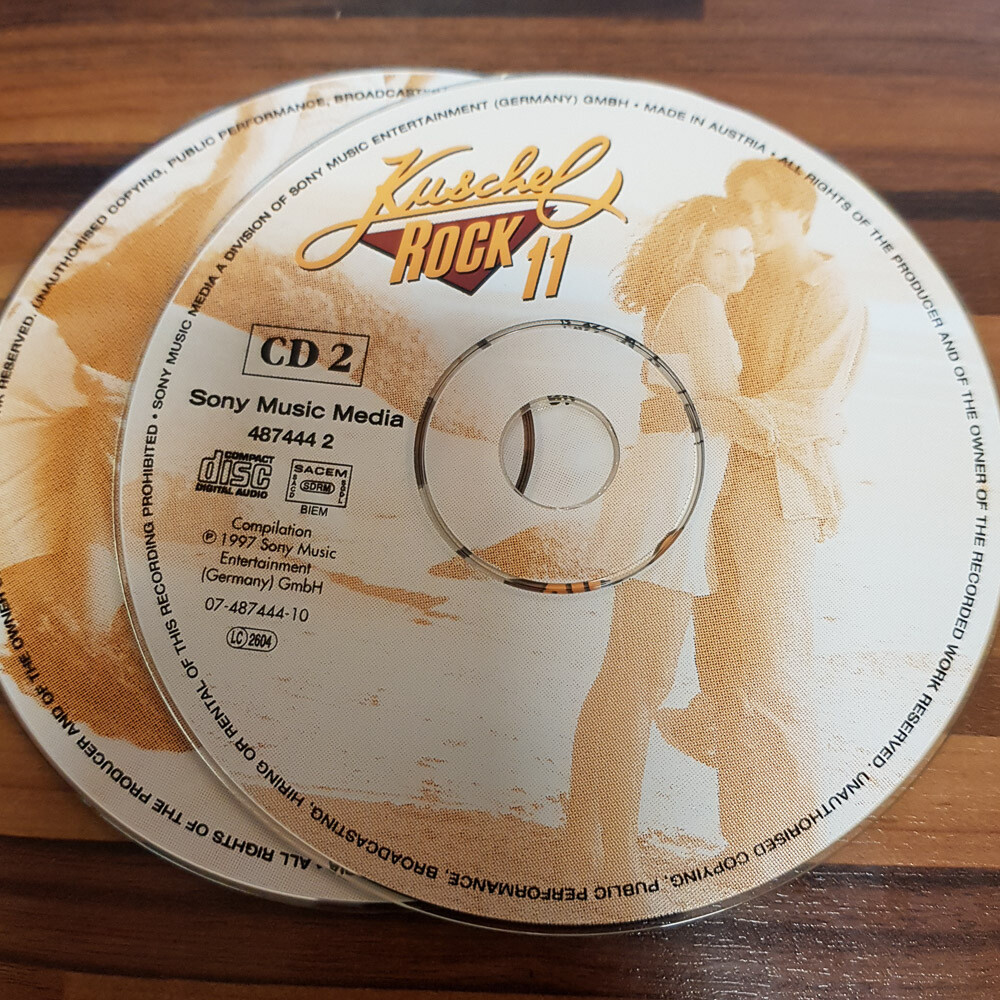 Kuschel
ROCK 11
CD 2
Sony Music Media
487444 2
COMPACT
disc
DIGITAL AUDIO
SACEM
SACD
SDRM
SGDL
BIEM
Compilation
℗ 1997 Sony Music
Entertainment
(Germany) GmbH
07-487444-10
LC 2604
SONY MUSIC MEDIA A DIVISION OF SONY MUSIC ENTERTAINMENT (GERMANY) GMBH • MADE IN AUSTRIA • ALL RIGHTS OF THE PRODUCER AND OF THE OWNER OF THE RECORDED WORK RESERVED. UNAUTHORISED COPYING, PUBLIC PERFORMANCE, BROADCASTING, HIRING OR RENTAL OF THIS RECORDING PROHIBITED •
• ALL RIGHTS OF THE PRODUCER AND OF THE OWNER
RESERVED. UNAUTHORISED COPYING, PUBLIC PERFORMANCE, BROADCASTING